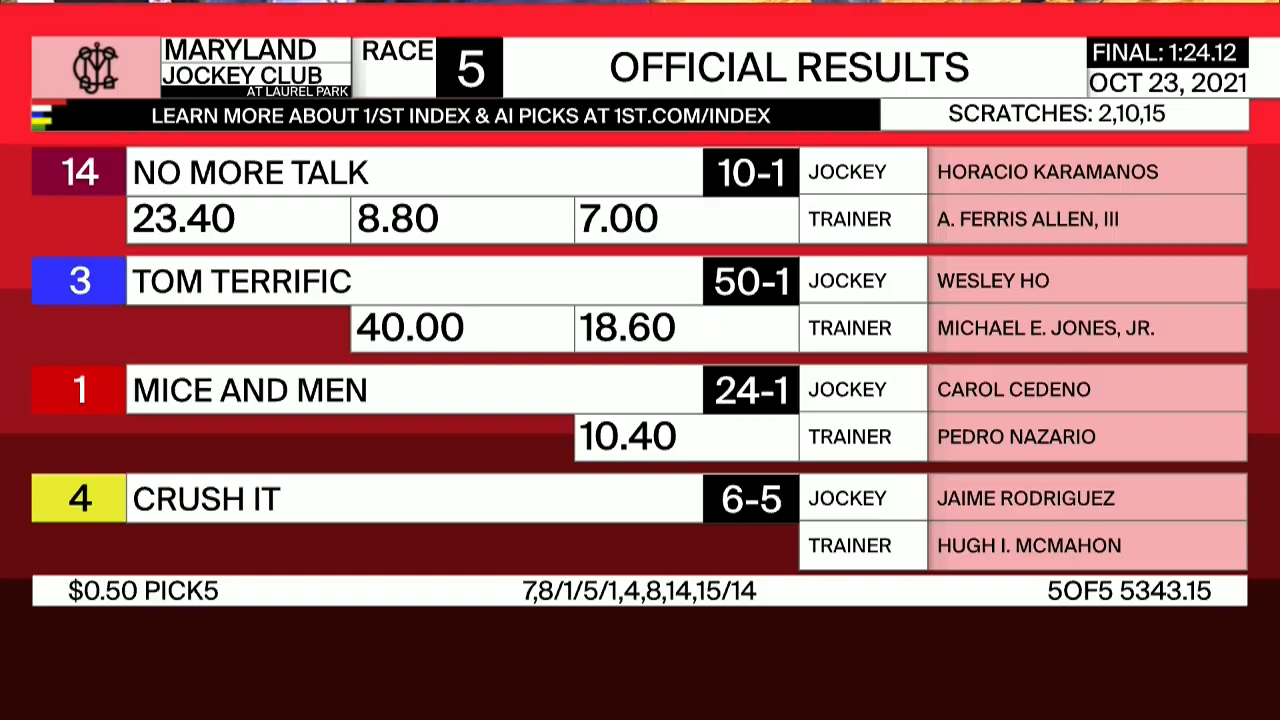 MARYLAND
JOCKEY CLUB
AT LAUREL PARK
RACE 5
OFFICIAL RESULTS
FINAL: 1:24.12
OCT 23, 2021
LEARN MORE ABOUT 1/ST INDEX & AI PICKS AT 1ST.COM/INDEX
SCRATCHES: 2,10,15
14 NO MORE TALK 10-1 JOCKEY HORACIO KARAMANOS
23.40 8.80 7.00 TRAINER A. FERRIS ALLEN, III
3 TOM TERRIFIC 50-1 JOCKEY WESLEY HO
40.00 18.60 TRAINER MICHAEL E. JONES, JR.
1 MICE AND MEN 24-1 JOCKEY CAROL CEDENO
10.40 TRAINER PEDRO NAZARIO
4 CRUSH IT 6-5 JOCKEY JAIME RODRIGUEZ
TRAINER HUGH I. MCMAHON
$0.50 PICK5 7,8/1/5/1,4,8,14,15/14 5OF5 5343.15